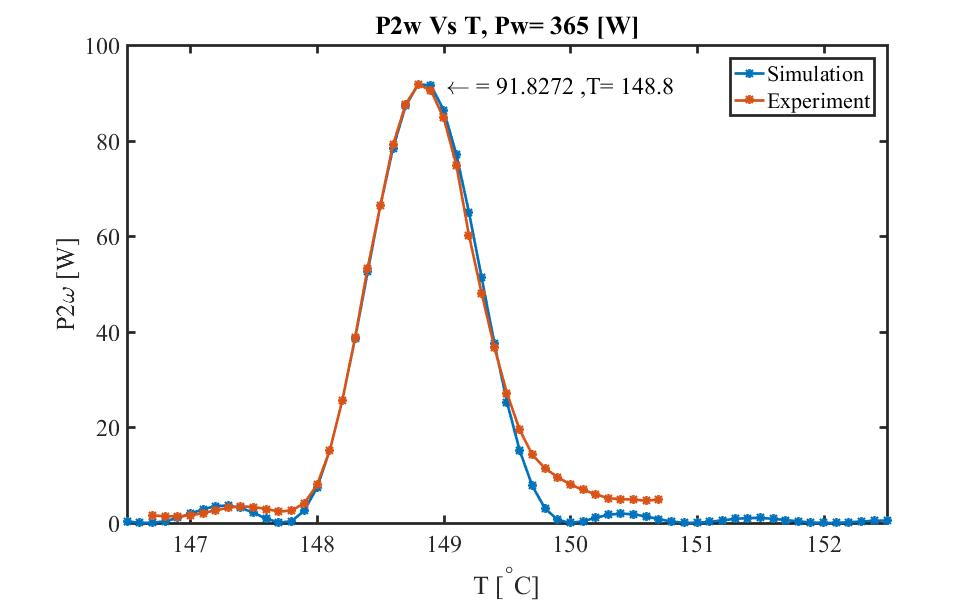 P2w Vs T, Pw= 365 [W]
100
80
60
40
20
0
P2ω [W]
← = 91.8272 ,T= 148.8
Simulation
Experiment
147 148 149 150 151 152
T [°C]